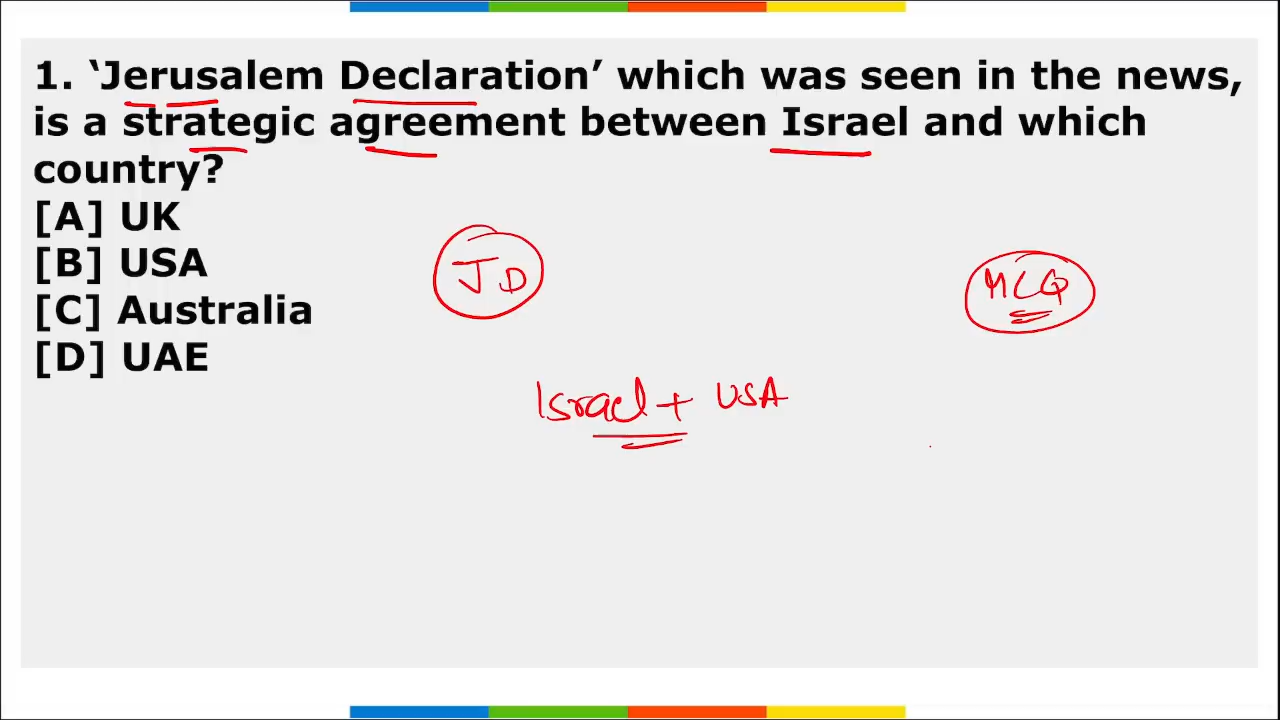 1. ‘Jerusalem Declaration’ which was seen in the news,
is a strategic agreement between Israel and which
country?
[A] UK
[B] USA
[C] Australia
[D] UAE
JD
MCQ
Israel + USA